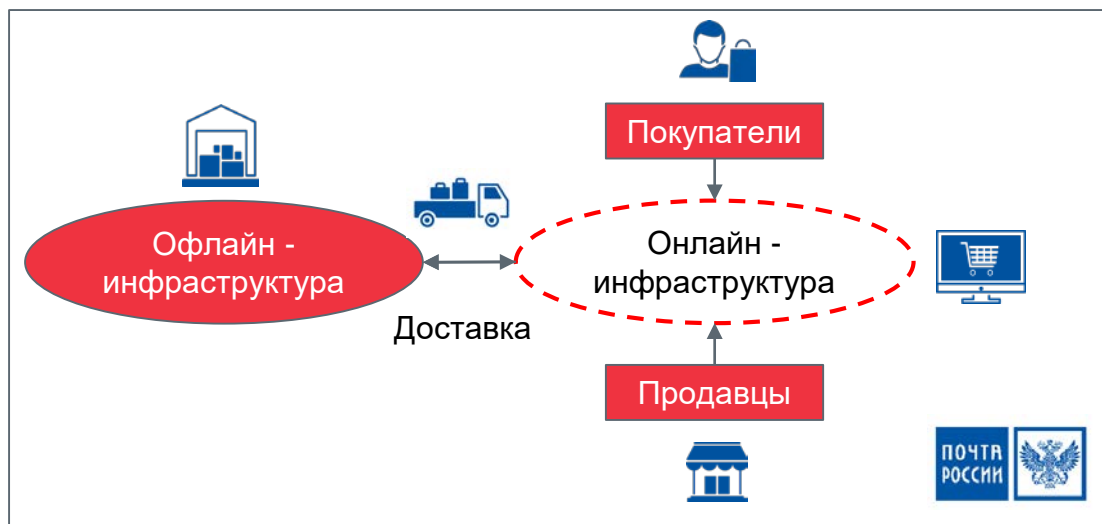 Покупатели
Офлайн -
инфраструктура
Онлайн -
инфраструктура
Доставка
Продавцы
ПОЧТА
РОССИИ